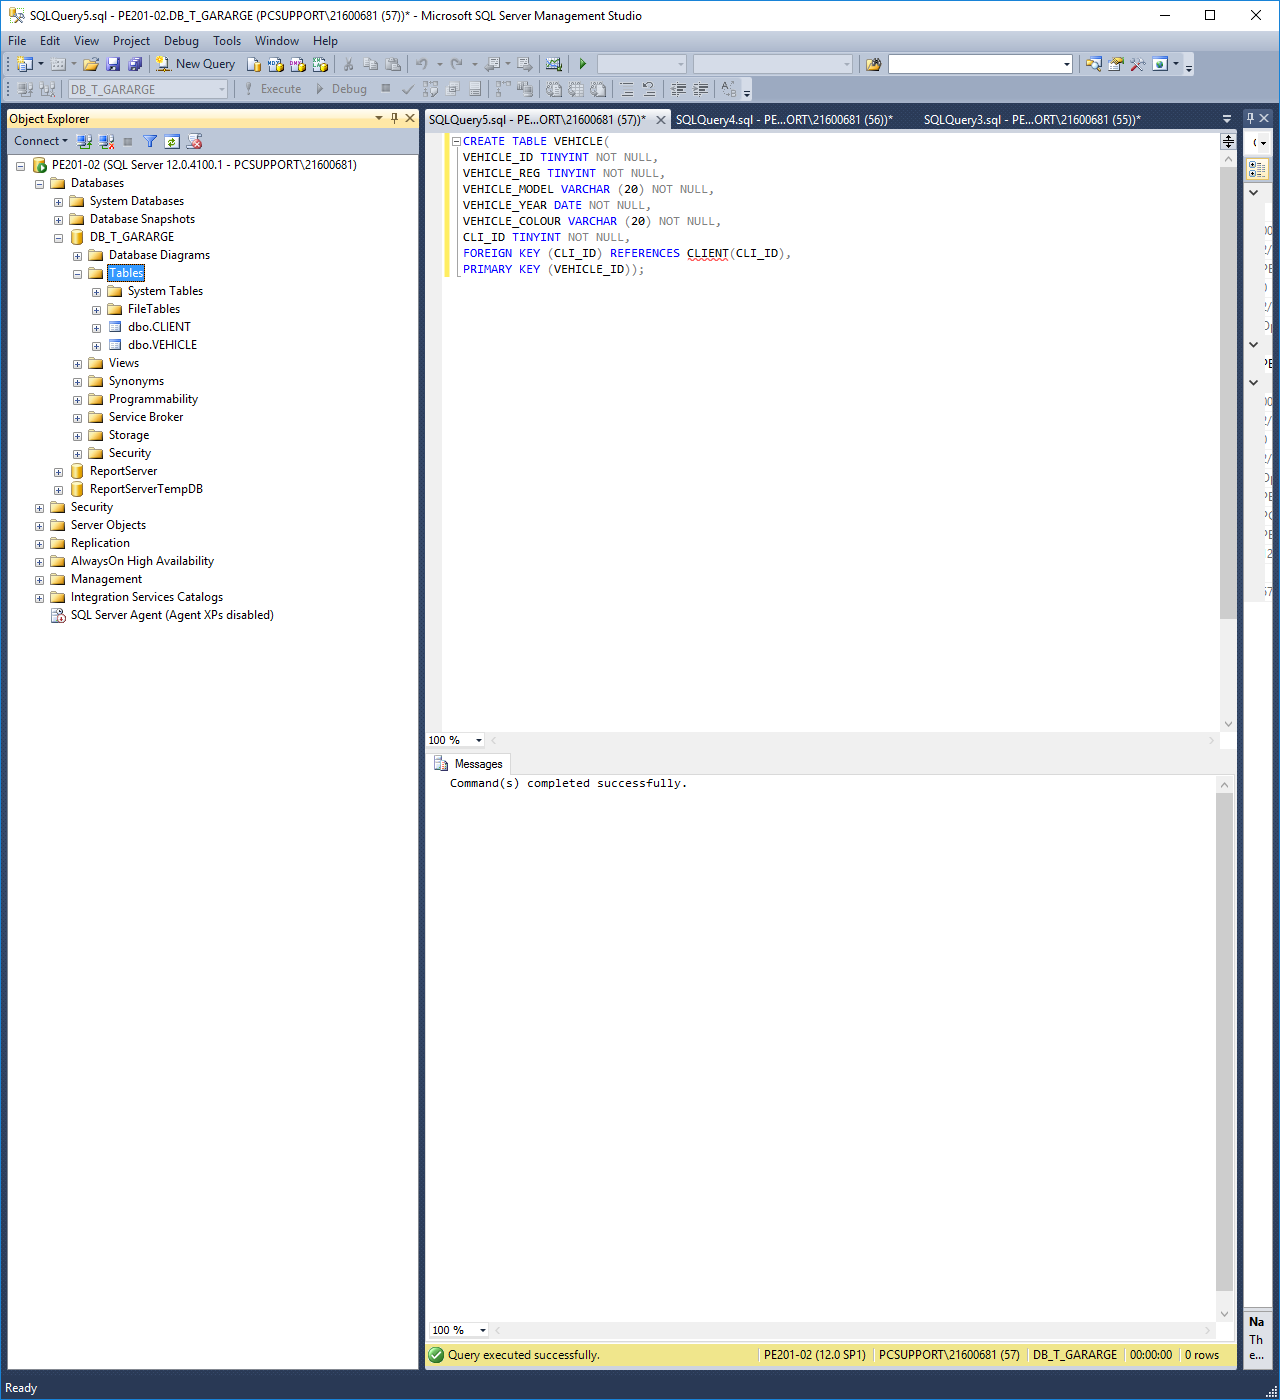 SQLQuery5.sql - PE201-02.DB_T_GARARGE (PCSUPPORT\21600681 (57))* - Microsoft SQL Server Management Studio
File Edit View Project Debug Tools Window Help
New Query
DB_T_GARARGE Execute Debug
Object Explorer
Connect
PE201-02 (SQL Server 12.0.4100.1 - PCSUPPORT\21600681)
Databases
System Databases
Database Snapshots
DB_T_GARARGE
Database Diagrams
Tables
System Tables
FileTables
dbo.CLIENT
dbo.VEHICLE
Views
Synonyms
Programmability
Service Broker
Storage
Security
ReportServer
ReportServerTempDB
Security
Server Objects
Replication
AlwaysOn High Availability
Management
Integration Services Catalogs
SQL Server Agent (Agent XPs disabled)
SQLQuery5.sql - PE...ORT\21600681 (57))* SQLQuery4.sql - PE...ORT\21600681 (56))* SQLQuery3.sql - PE...ORT\21600681 (55))*
CREATE TABLE VEHICLE(
VEHICLE_ID TINYINT NOT NULL,
VEHICLE_REG TINYINT NOT NULL,
VEHICLE_MODEL VARCHAR (20) NOT NULL,
VEHICLE_YEAR DATE NOT NULL,
VEHICLE_COLOUR VARCHAR (20) NOT NULL,
CLI_ID TINYINT NOT NULL,
FOREIGN KEY (CLI_ID) REFERENCES CLIENT(CLI_ID),
PRIMARY KEY (VEHICLE_ID));
100 %
Messages
Command(s) completed successfully.
100 %
Query executed successfully. PE201-02 (12.0 SP1) PCSUPPORT\21600681 (57) DB_T_GARARGE 00:00:00 0 rows
Na
Th
e...
Ready